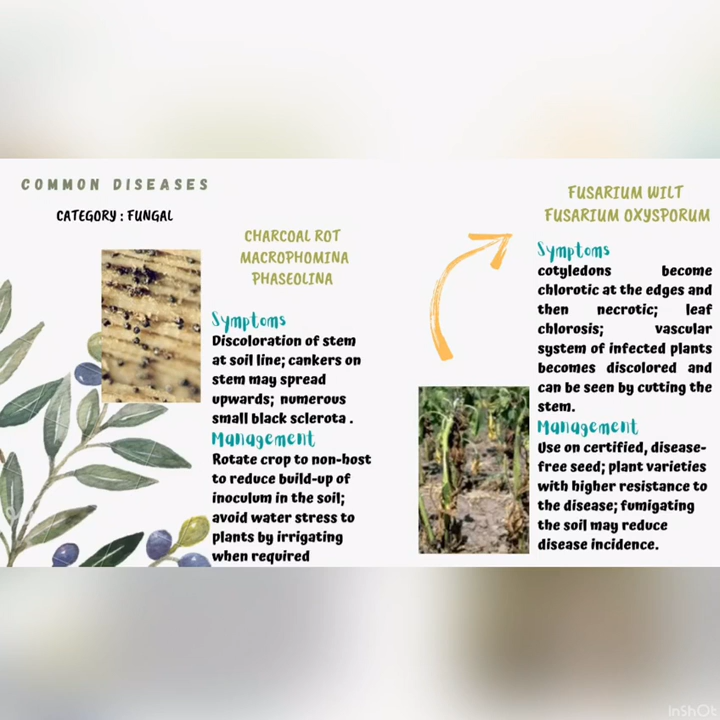 COMMON DISEASES
CATEGORY : FUNGAL
CHARCOAL ROT
MACROPHOMINA
PHASEOLINA
Symptoms
Discoloration of stem
at soil line; cankers on
stem may spread
upwards; numerous
small black sclerota .
Management
Rotate crop to non-host
to reduce build-up of
inoculum in the soil;
avoid water stress to
plants by irrigating
when required
FUSARIUM WILT
FUSARIUM OXYSPORUM
Symptoms
cotyledons become
chlorotic at the edges and
then necrotic; leaf
chlorosis; vascular
system of infected plants
becomes discolored and
can be seen by cutting the
stem.
Management
Use on certified, disease-
free seed; plant varieties
with higher resistance to
the disease; fumigating
the soil may reduce
disease incidence.
InShOt